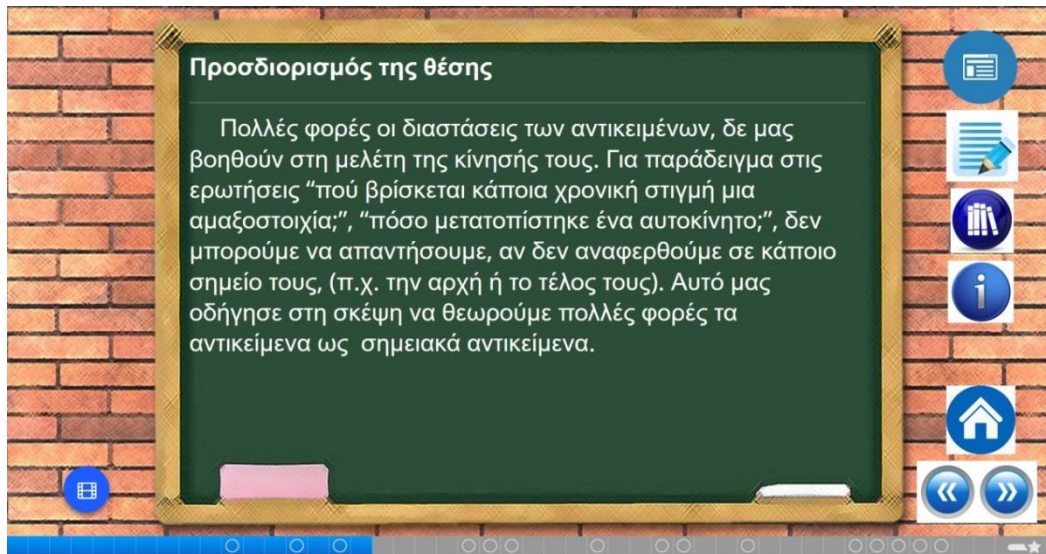 Προσδιορισμός της θέσης
Πολλές φορές οι διαστάσεις των αντικειμένων, δε μας
βοηθούν στη μελέτη της κίνησής τους. Για παράδειγμα στις
ερωτήσεις “πού βρίσκεται κάποια χρονική στιγμή μια
αμαξοστοιχία;”, “πόσο μετατοπίστηκε ένα αυτοκίνητο;”, δεν
μπορούμε να απαντήσουμε, αν δεν αναφερθούμε σε κάποιο
σημείο τους, (π.χ. την αρχή ή το τέλος τους). Αυτό μας
οδήγησε στη σκέψη να θεωρούμε πολλές φορές τα
αντικείμενα ως  σημειακά αντικείμενα.